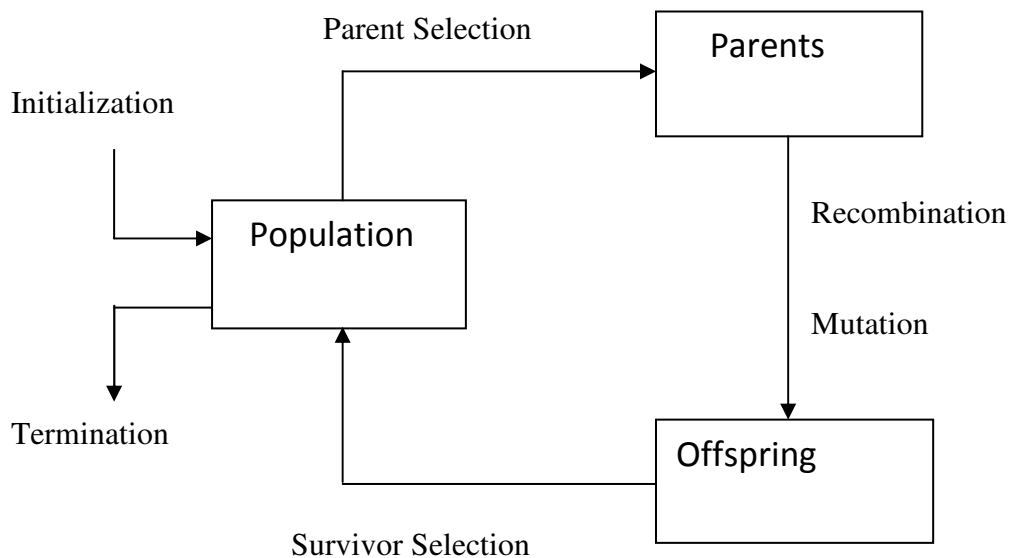 Parent Selection
Parents
Initialization
Population
Recombination
Mutation
Termination
Offspring
Survivor Selection